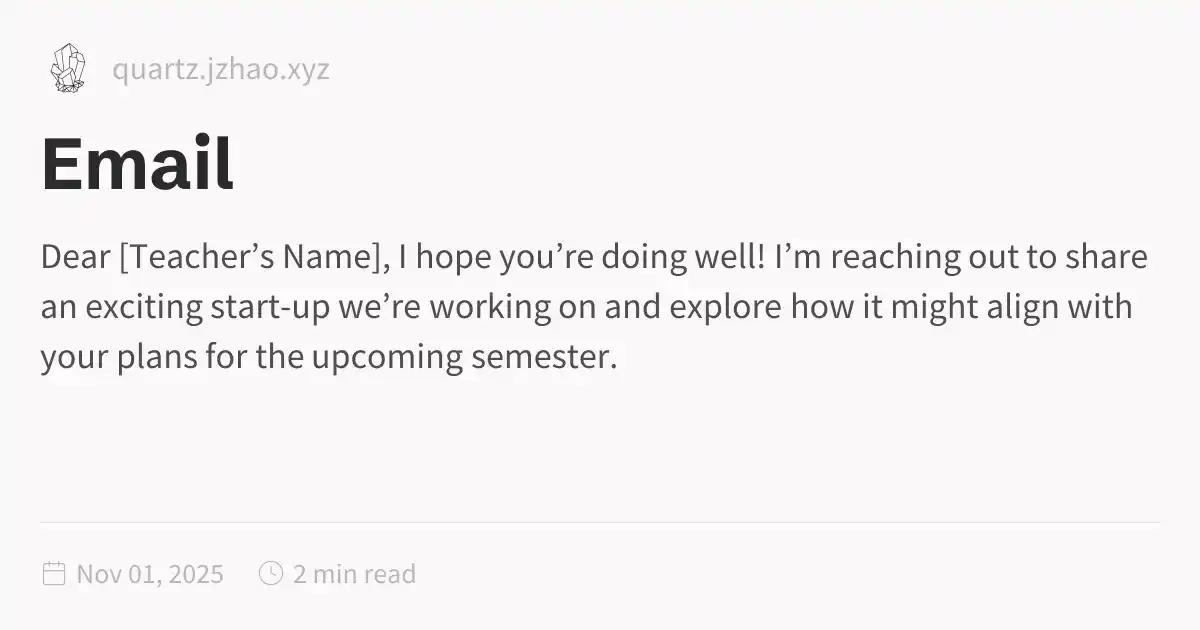 quartz.jzhao.xyz
Email
Dear [Teacher’s Name], I hope you’re doing well! I’m reaching out to share
an exciting start-up we’re working on and explore how it might align with
your plans for the upcoming semester.
Nov 01, 2025 2 min read